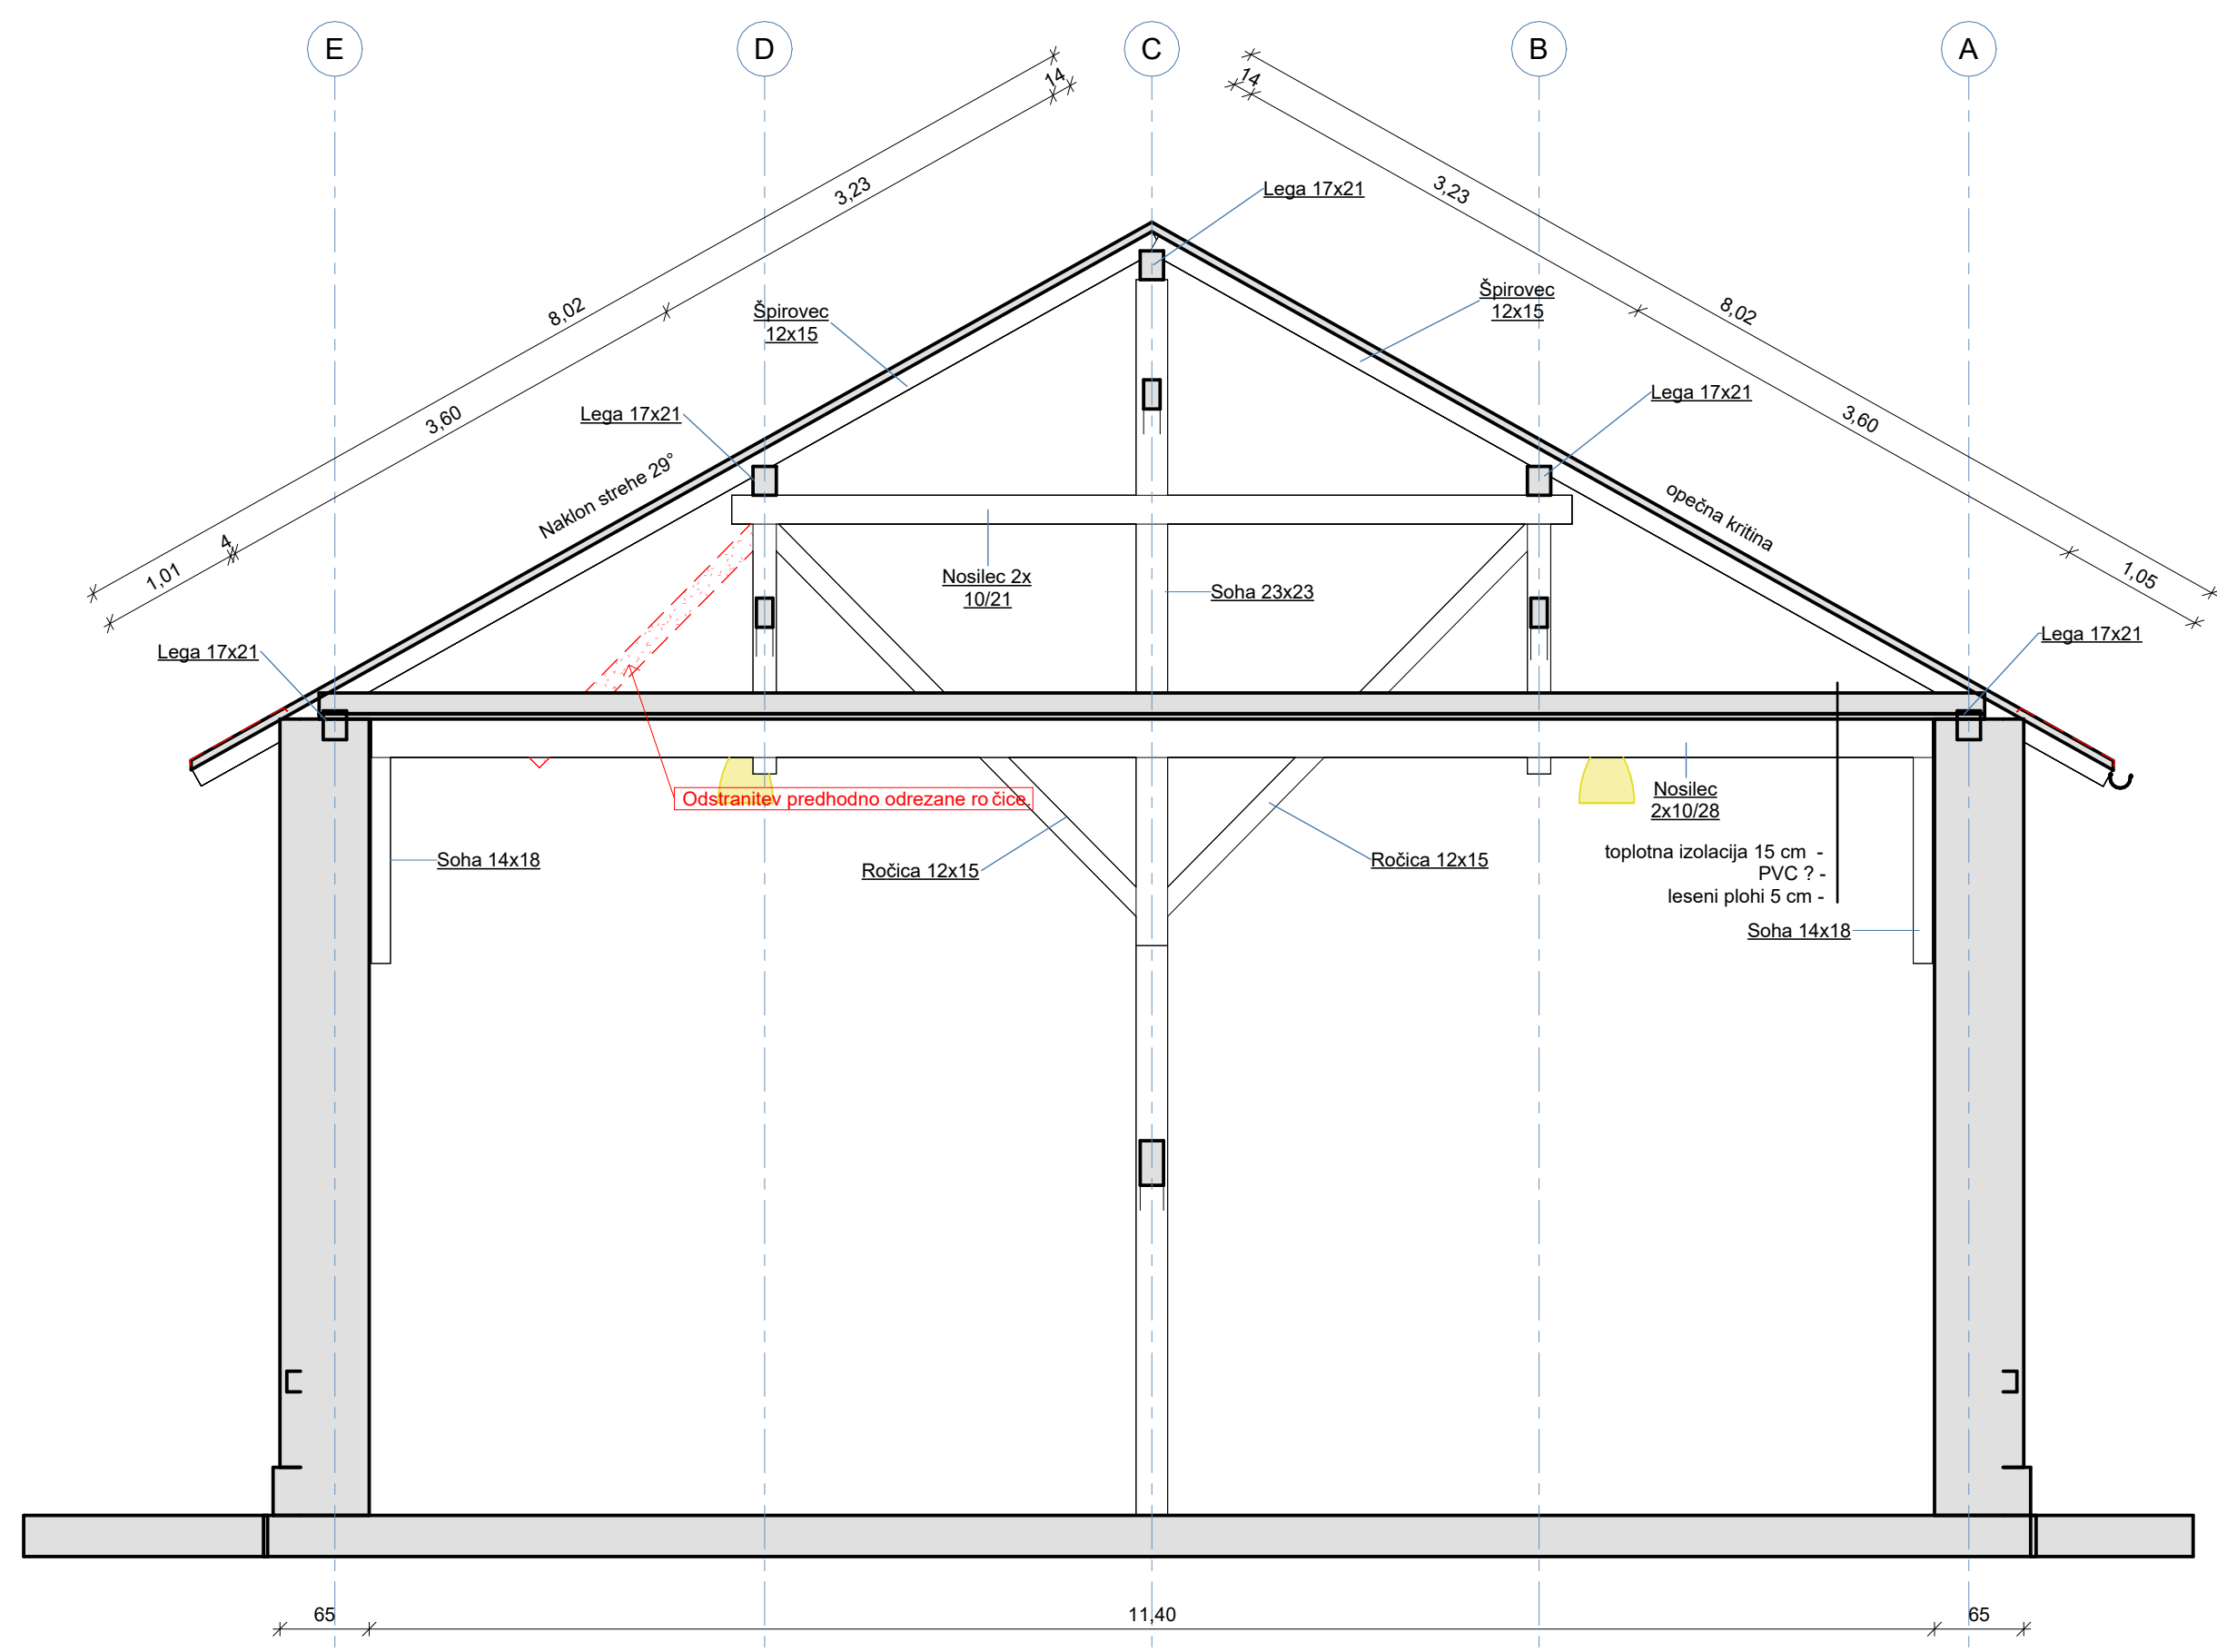 E
D
C
B
A
14
14
3,23
3,23
Lega 17x21
8,02
8,02
Špirovec
12x15
Špirovec
12x15
3,60
3,60
Lega 17x21
Lega 17x21
Naklon strehe 29°
opečna kritina
4
1,01
1,05
Nosilec 2x
10/21
Soha 23x23
Lega 17x21
Lega 17x21
Odstranitev predhodno odrezane ročice.
Nosilec
2x10/28
Soha 14x18
Ročica 12x15
Ročica 12x15
toplotna izolacija 15 cm -
PVC ? -
leseni plohi 5 cm -
Soha 14x18
65
11,40
65